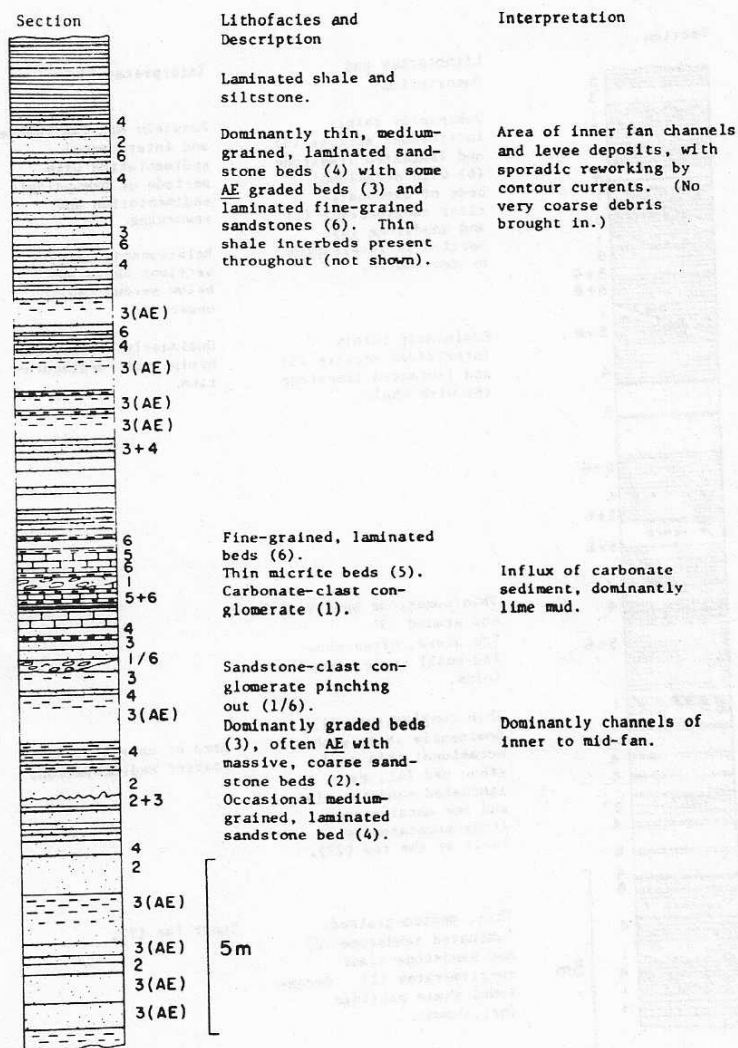 Section
Lithofacies and
Description
Interpretation
Laminated shale and
siltstone.
4
2
6
4
3
6
4
Dominantly thin, medium-
grained, laminated sand-
stone beds (4) with some
AE graded beds (3) and
laminated fine-grained
sandstones (6). Thin
shale interbeds present
throughout (not shown).
Area of inner fan channels
and levee deposits, with
sporadic reworking by
contour currents. (No
very coarse debris
brought in.)
3(AE)
6
4
3(AE)
3(AE)
3(AE)
3+4
6
5
6
1
5+6
4
3
1/6
3
4
3(AE)
Fine-grained, laminated
beds (6).
Thin micrite beds (5).
Carbonate-clast con-
glomerate (1).
Influx of carbonate
sediment, dominantly
lime mud.
Sandstone-clast con-
glomerate pinching
out (1/6).
Dominantly graded beds
(3), often AE with
massive, coarse sand-
stone beds (2).
Occasional medium-
grained, laminated
sandstone bed (4).
Dominantly channels of
inner to mid-fan.
4
2
2+3
4
2
3(AE)
3(AE)
2
3(AE)
3(AE)
5m